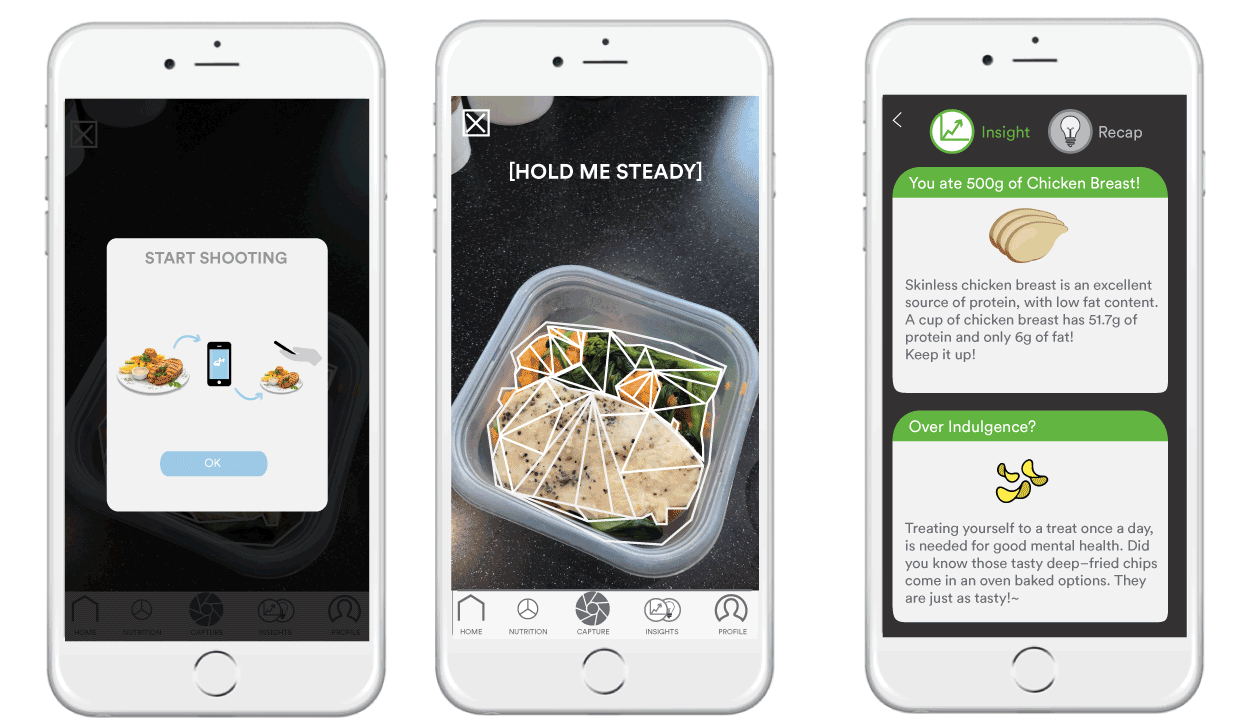 START SHOOTING
OK
HOME
NUTRITION
CAPTURE
INSIGHTS
PROFILE
[HOLD ME STEADY]
HOME
NUTRITION
CAPTURE
INSIGHTS
PROFILE
Insight
Recap
You ate 500g of Chicken Breast!
Skinless chicken breast is an excellent
source of protein, with low fat content.
A cup of chicken breast has 51.7g of
protein and only 6g of fat!
Keep it up!
Over Indulgence?
Treating yourself to a treat once a day,
is needed for good mental health. Did
you know those tasty deep–fried chips
come in an oven baked options. They
are just as tasty!~